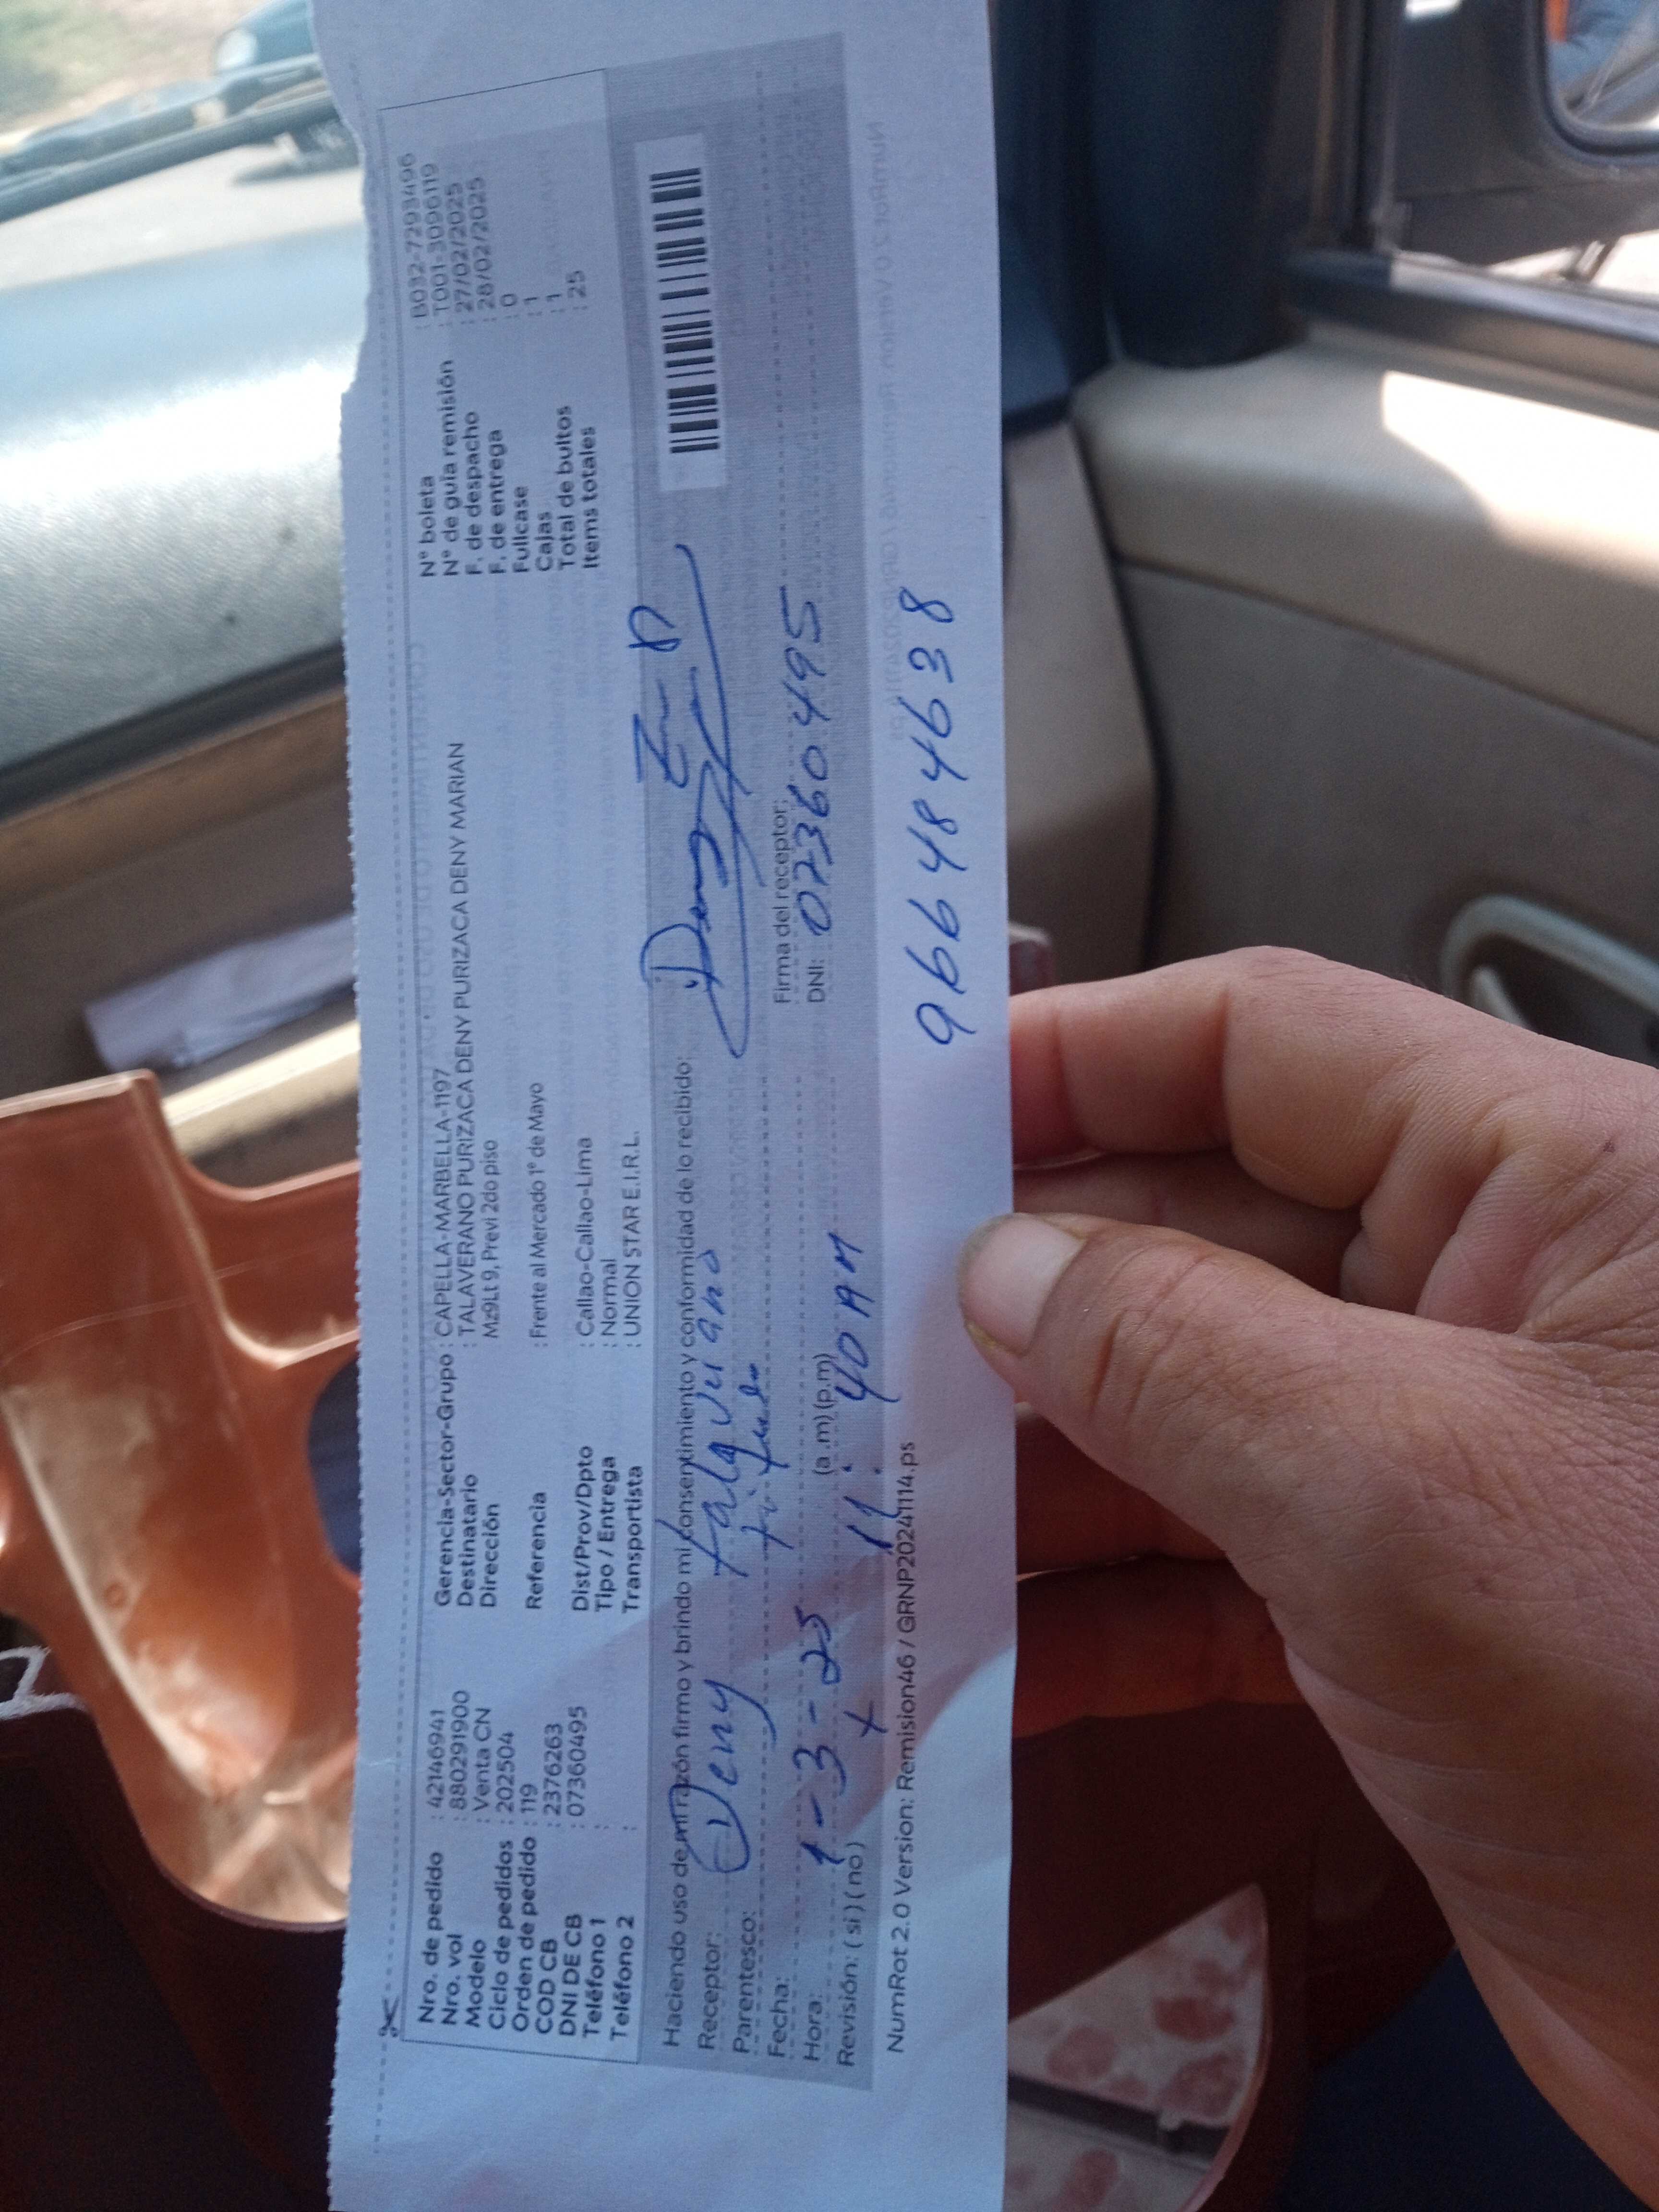 Nro. de pedido : 42146941
Nro. vol : 880291900
Modelo : Venta CN
Ciclo de pedidos : 202504
Orden de pedido : 119
COD CB : 2376263
DNI DE CB : 07360495
Teléfono 1 :
Teléfono 2 :
Gerencia-Sector-Grupo : CAPELLA-MARBELLA-1197
Destinatario : TALAVERANO PURIZACA DENY PURIZACA DENY MARIAN
Dirección : Mz9Lt 9, Previ 2do piso
Referencia : Frente al Mercado 1° de Mayo
Dist/Prov/Dpto : Callao-Callao-Lima
Tipo / Entrega : Normal
Transportista : UNION STAR E.I.R.L.
N° boleta : B032-7293496
N° de guía remisión : T001-3096119
F. de despacho : 27/02/2025
F. de entrega : 28/02/2025
Fullcase : 0
Cajas : 1
Total de bultos : 1
Items totales : 25
Haciendo uso de mi razón firmo y brindo mi consentimiento y conformidad de lo recibido:
Receptor: Deny
Parentesco:
Fecha: 1-3-25
Hora: 11:40 AM (a.m) (p.m)
Revisión: ( si ) ( no )
Firma del receptor:
DNI: 07360495
NumRot 2.0 Version: Remision46 / GRNP20241114.ps
966484638